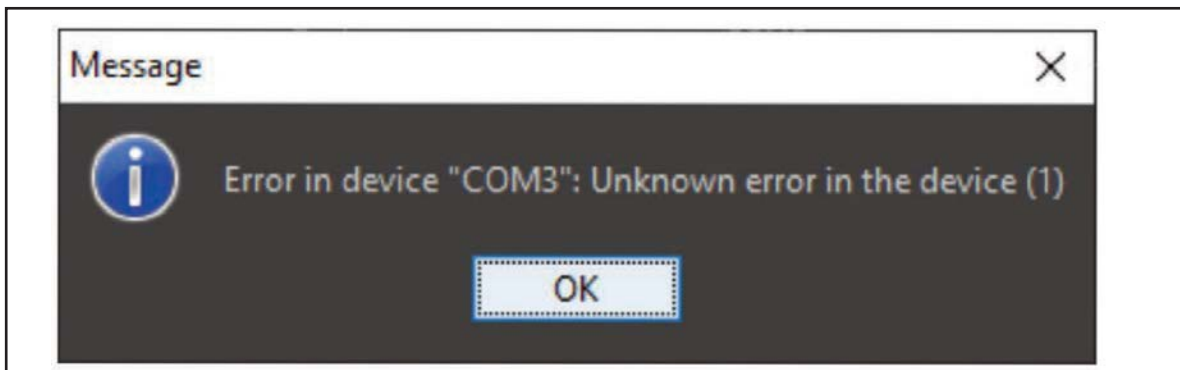 Message
Error in device "COM3": Unknown error in the device (1)
OK